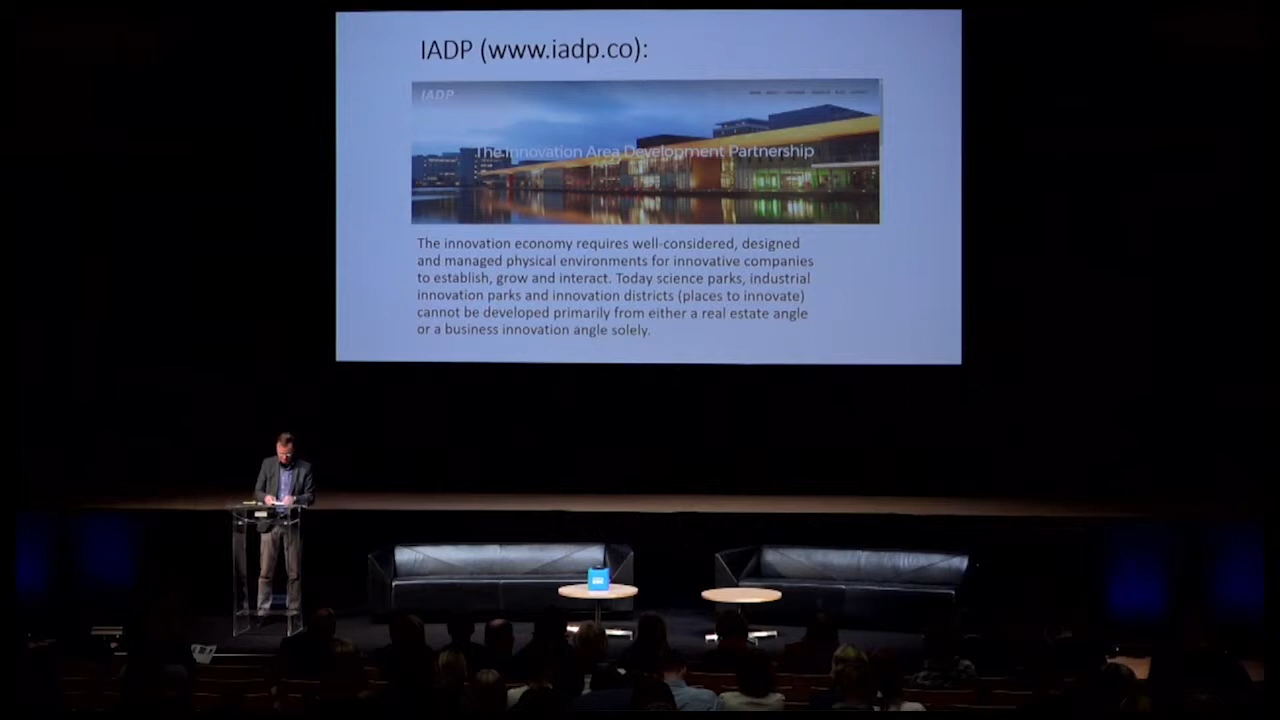 IADP (www.iadp.co):
IADP
The Innovation Area Development Partnership
The innovation economy requires well-considered, designed
and managed physical environments for innovative companies
to establish, grow and interact. Today science parks, industrial
innovation parks and innovation districts (places to innovate)
cannot be developed primarily from either a real estate angle
or a business innovation angle solely.